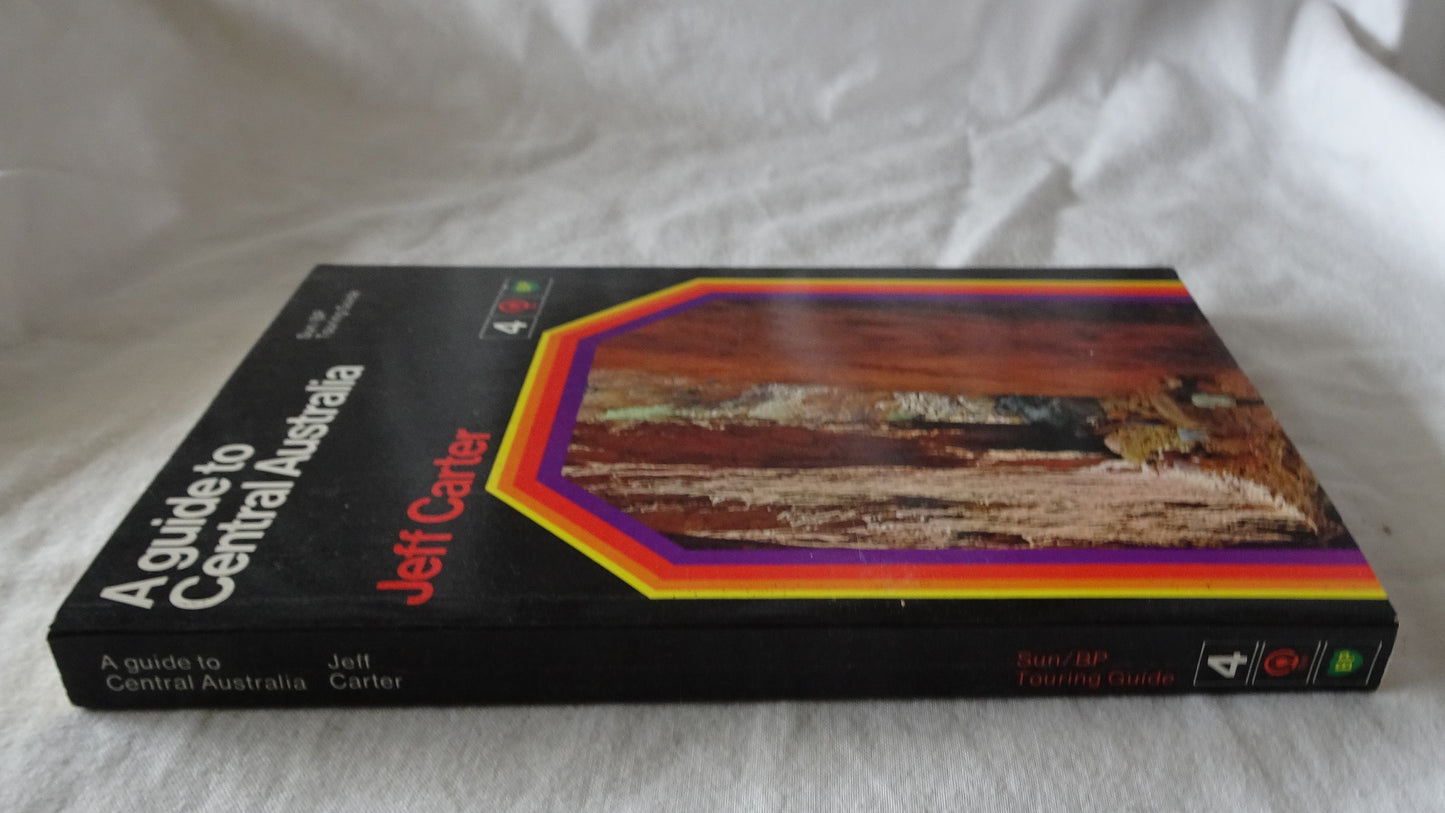 A guide to
Central Australia
Sun/BP
Touring Guide
Jeff Carter
4
BP
A guide to
Central Australia
Jeff
Carter
Sun/BP
Touring Guide
4
BP